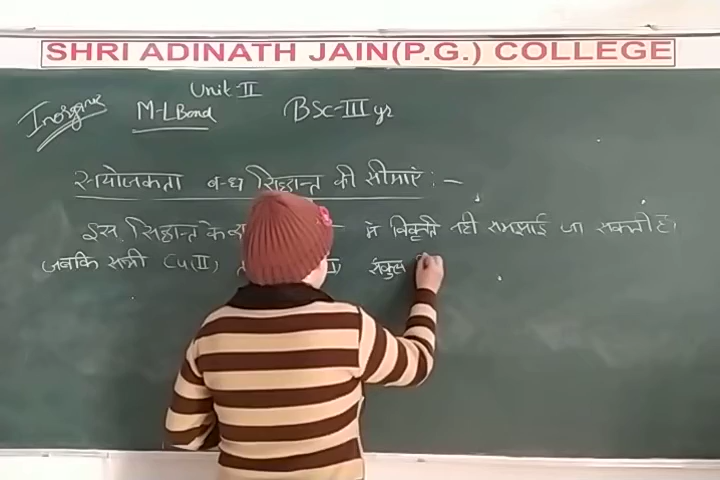 SHRI ADINATH JAIN(P.G.) COLLEGE
Unit-II
Inorganic M-L Bond BSc-III yr
संयोजकता बन्ध सिद्धान्त की सीमाएं :-
इस सिद्धान्त के में विकृति नही समझाई जा सकती है।
जबकि सभी Cu(II), संकुल